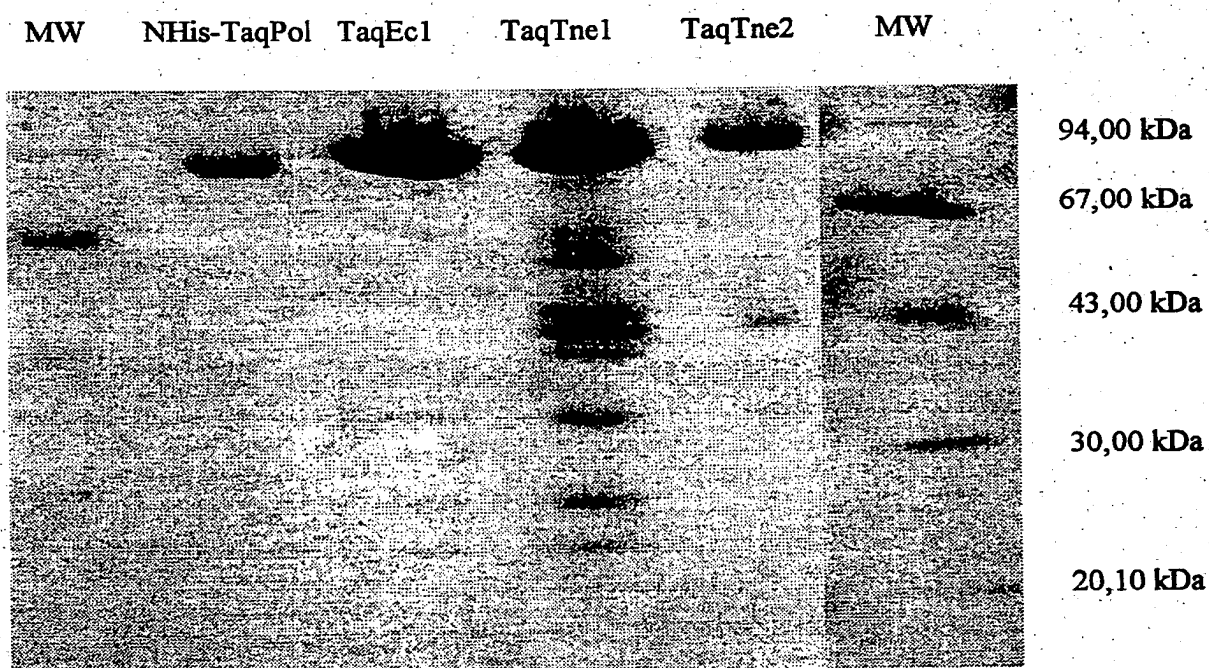 MW NHis-TaqPol TaqEc1 TaqTne1 TaqTne2 MW
94,00 kDa
67,00 kDa
43,00 kDa
30,00 kDa
20,10 kDa